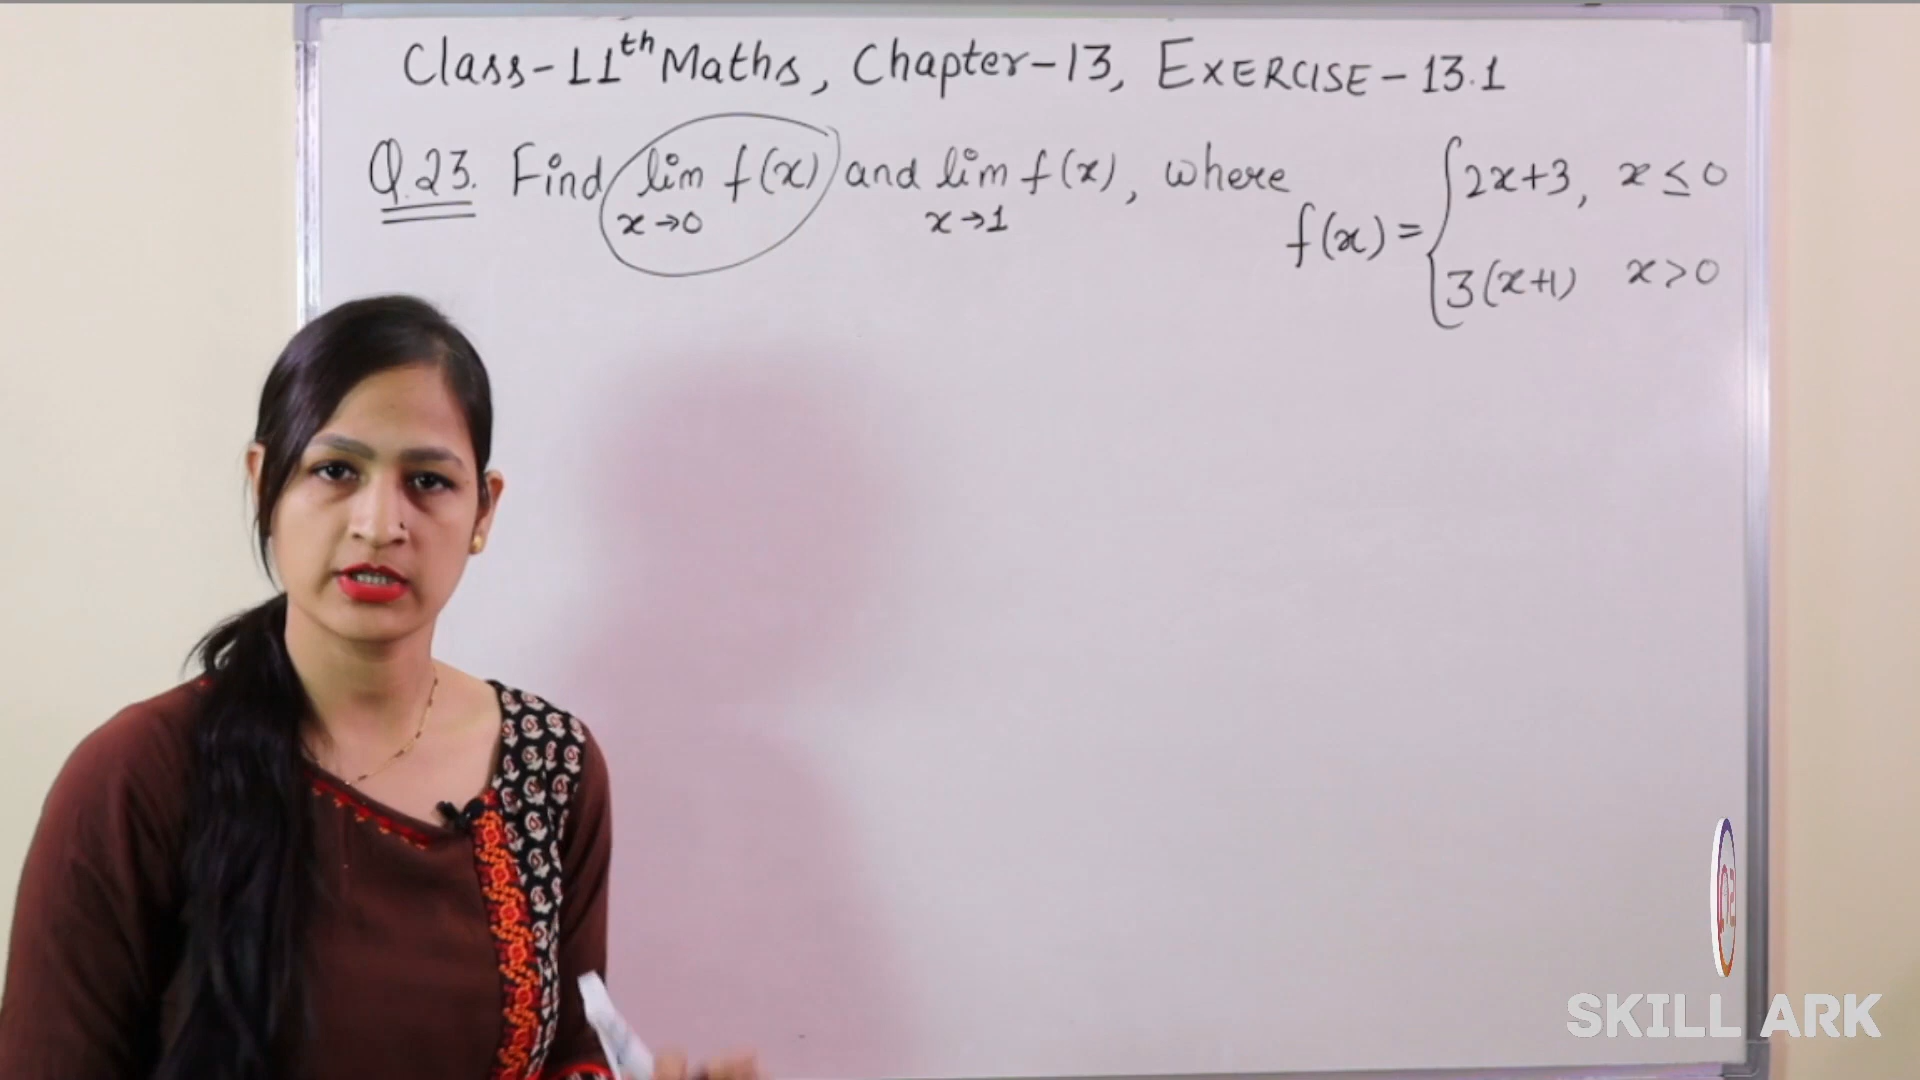 Class-11th Maths, Chapter-13, EXERCISE-13.1
Q.23. Find lim f(x) and lim f(x), where
x→0 x→1
f(x) = { 2x+3, x ≤ 0
3(x+1) x > 0
SKILL ARK